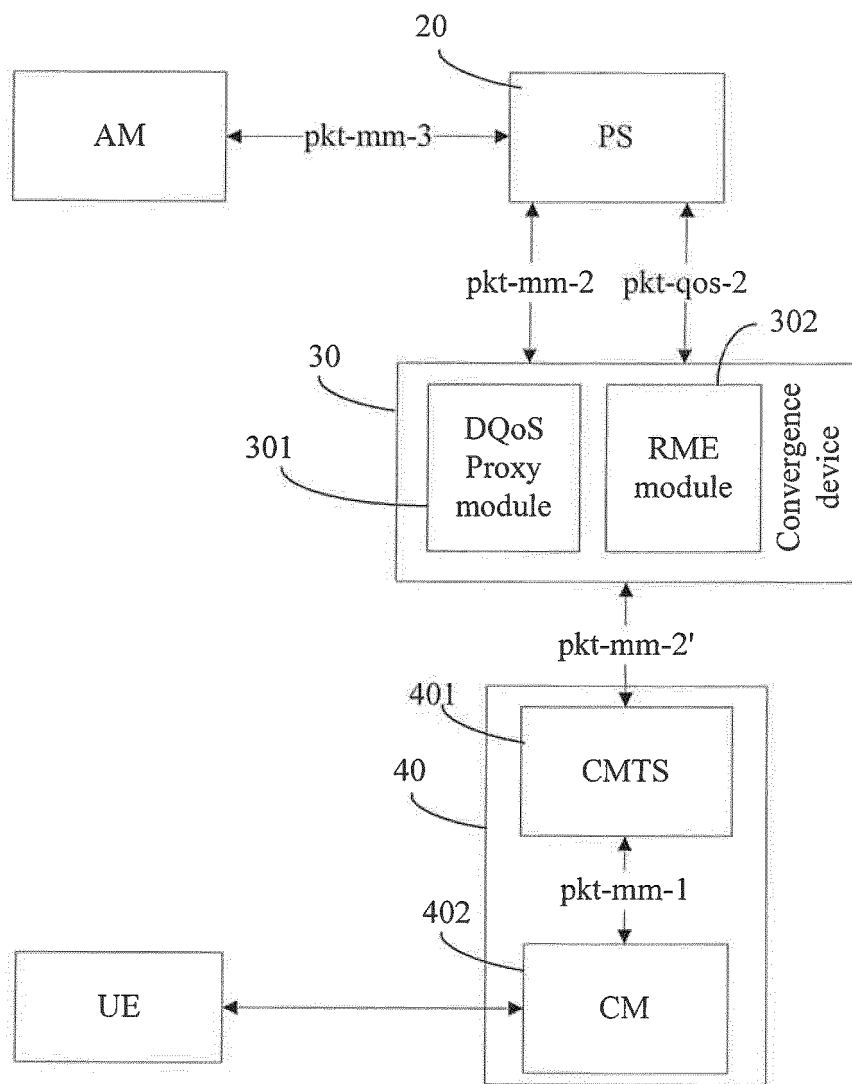 20
AM
pkt-mm-3
PS
pkt-mm-2
pkt-qos-2
302
30
301
DQoS
Proxy
module
RME
module
Convergence
device
pkt-mm-2'
401
CMTS
40
pkt-mm-1
402
UE
CM